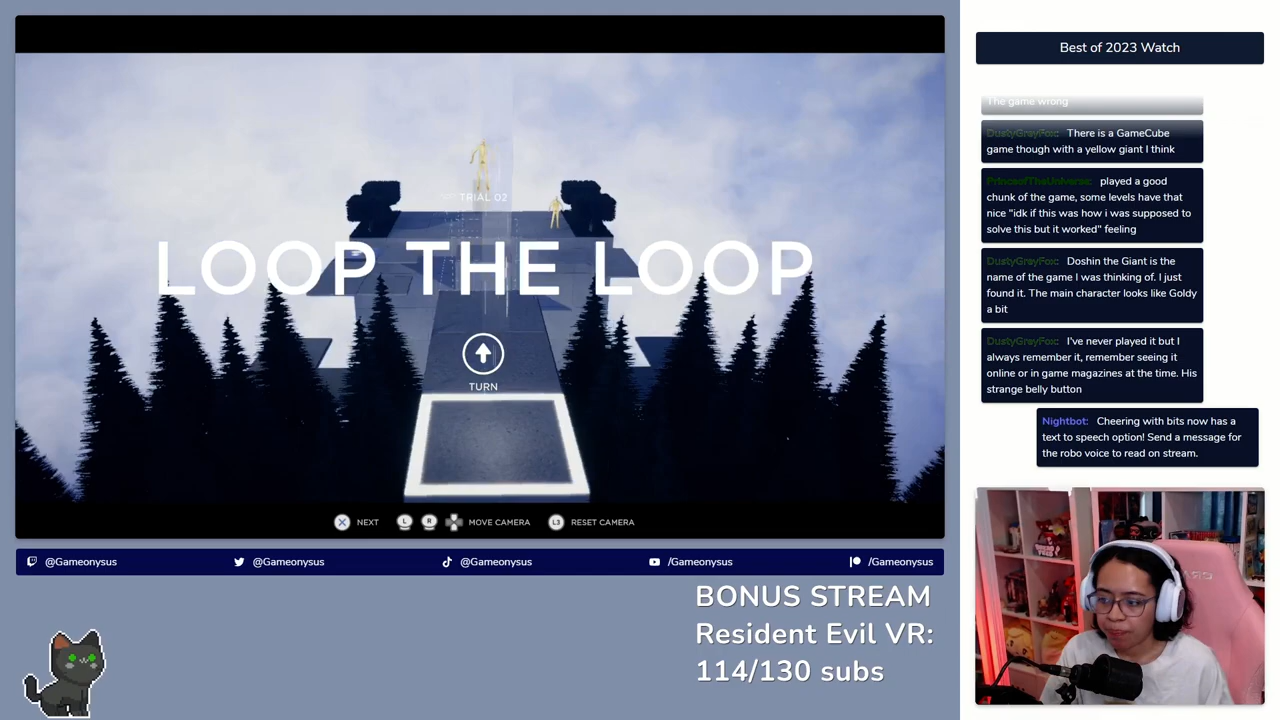 TRIAL 02
LOOP THE LOOP
TURN
NEXT
L
R
MOVE CAMERA
L3
RESET CAMERA
@Gameonysus
@Gameonysus
@Gameonysus
/Gameonysus
/Gameonysus
BONUS STREAM
Resident Evil VR:
114/130 subs
Best of 2023 Watch
The game wrong
DustyGreyFox: There is a GameCube
game though with a yellow giant I think
PrinceofTheUniverse: played a good
chunk of the game, some levels have that
nice "idk if this was how i was supposed to
solve this but it worked" feeling
DustyGreyFox: Doshin the Giant is the
name of the game I was thinking of. I just
found it. The main character looks like Goldy
a bit
DustyGreyFox: I've never played it but I
always remember it, remember seeing it
online or in game magazines at the time. His
strange belly button
Nightbot: Cheering with bits now has a
text to speech option! Send a message for
the robo voice to read on stream.